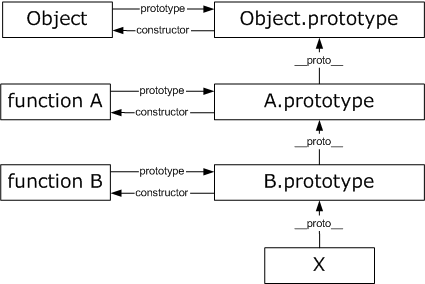 Object
prototype
constructor
Object.prototype
__proto__
function A
prototype
constructor
A.prototype
__proto__
function B
prototype
constructor
B.prototype
__proto__
X